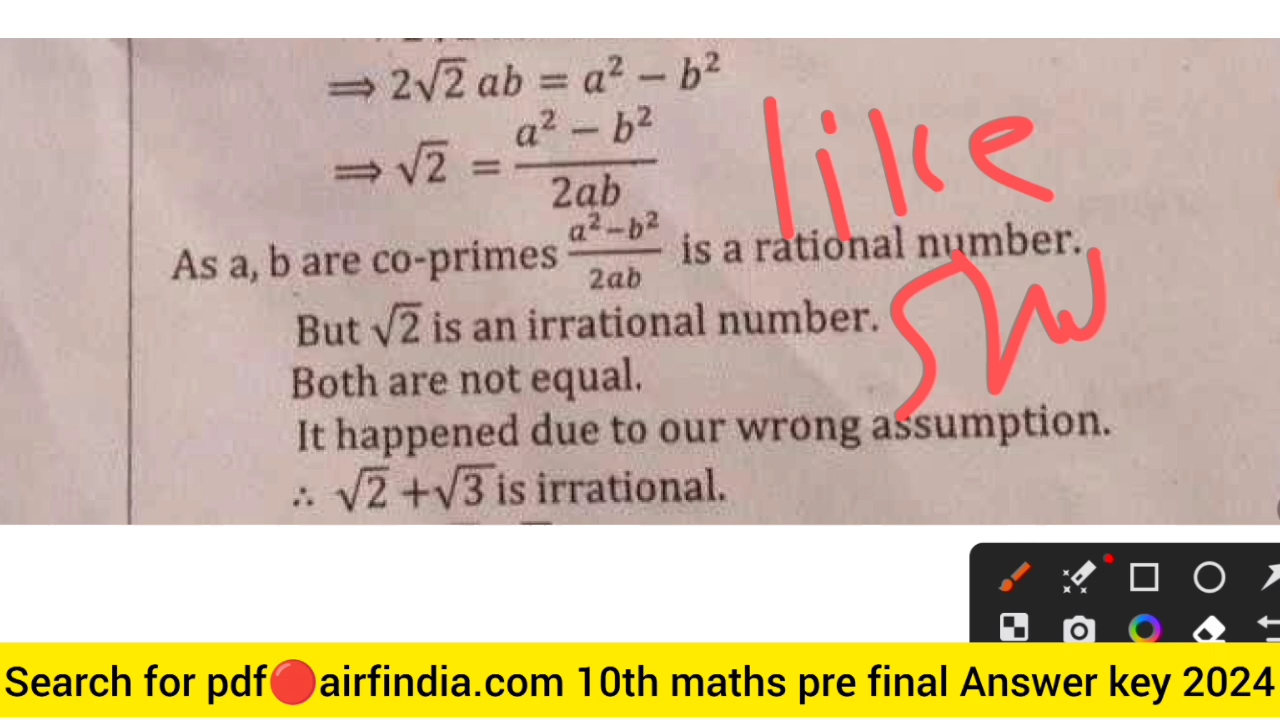 ⟹ 2√2 ab = a² − b²
⟹ √2 = (a² − b²)/(2ab)
like
As a, b are co-primes (a²−b²)/(2ab) is a rational number.
But √2 is an irrational number.
Both are not equal.
It happened due to our wrong assumption.
∴ √2 +√3 is irrational.
Search for pdf🔴airfindia.com 10th maths pre final Answer key 2024